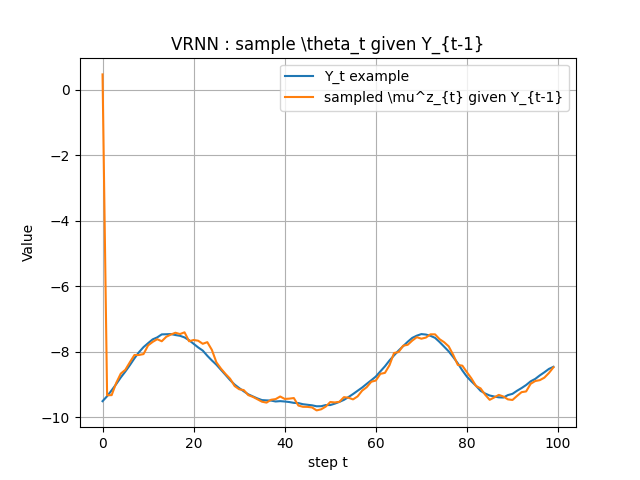 VRNN : sample \theta_t given Y_{t-1}
Y_t example
sampled \mu^z_{t} given Y_{t-1}
Value
0
−2
−4
−6
−8
−10
0
20
40
60
80
100
step t